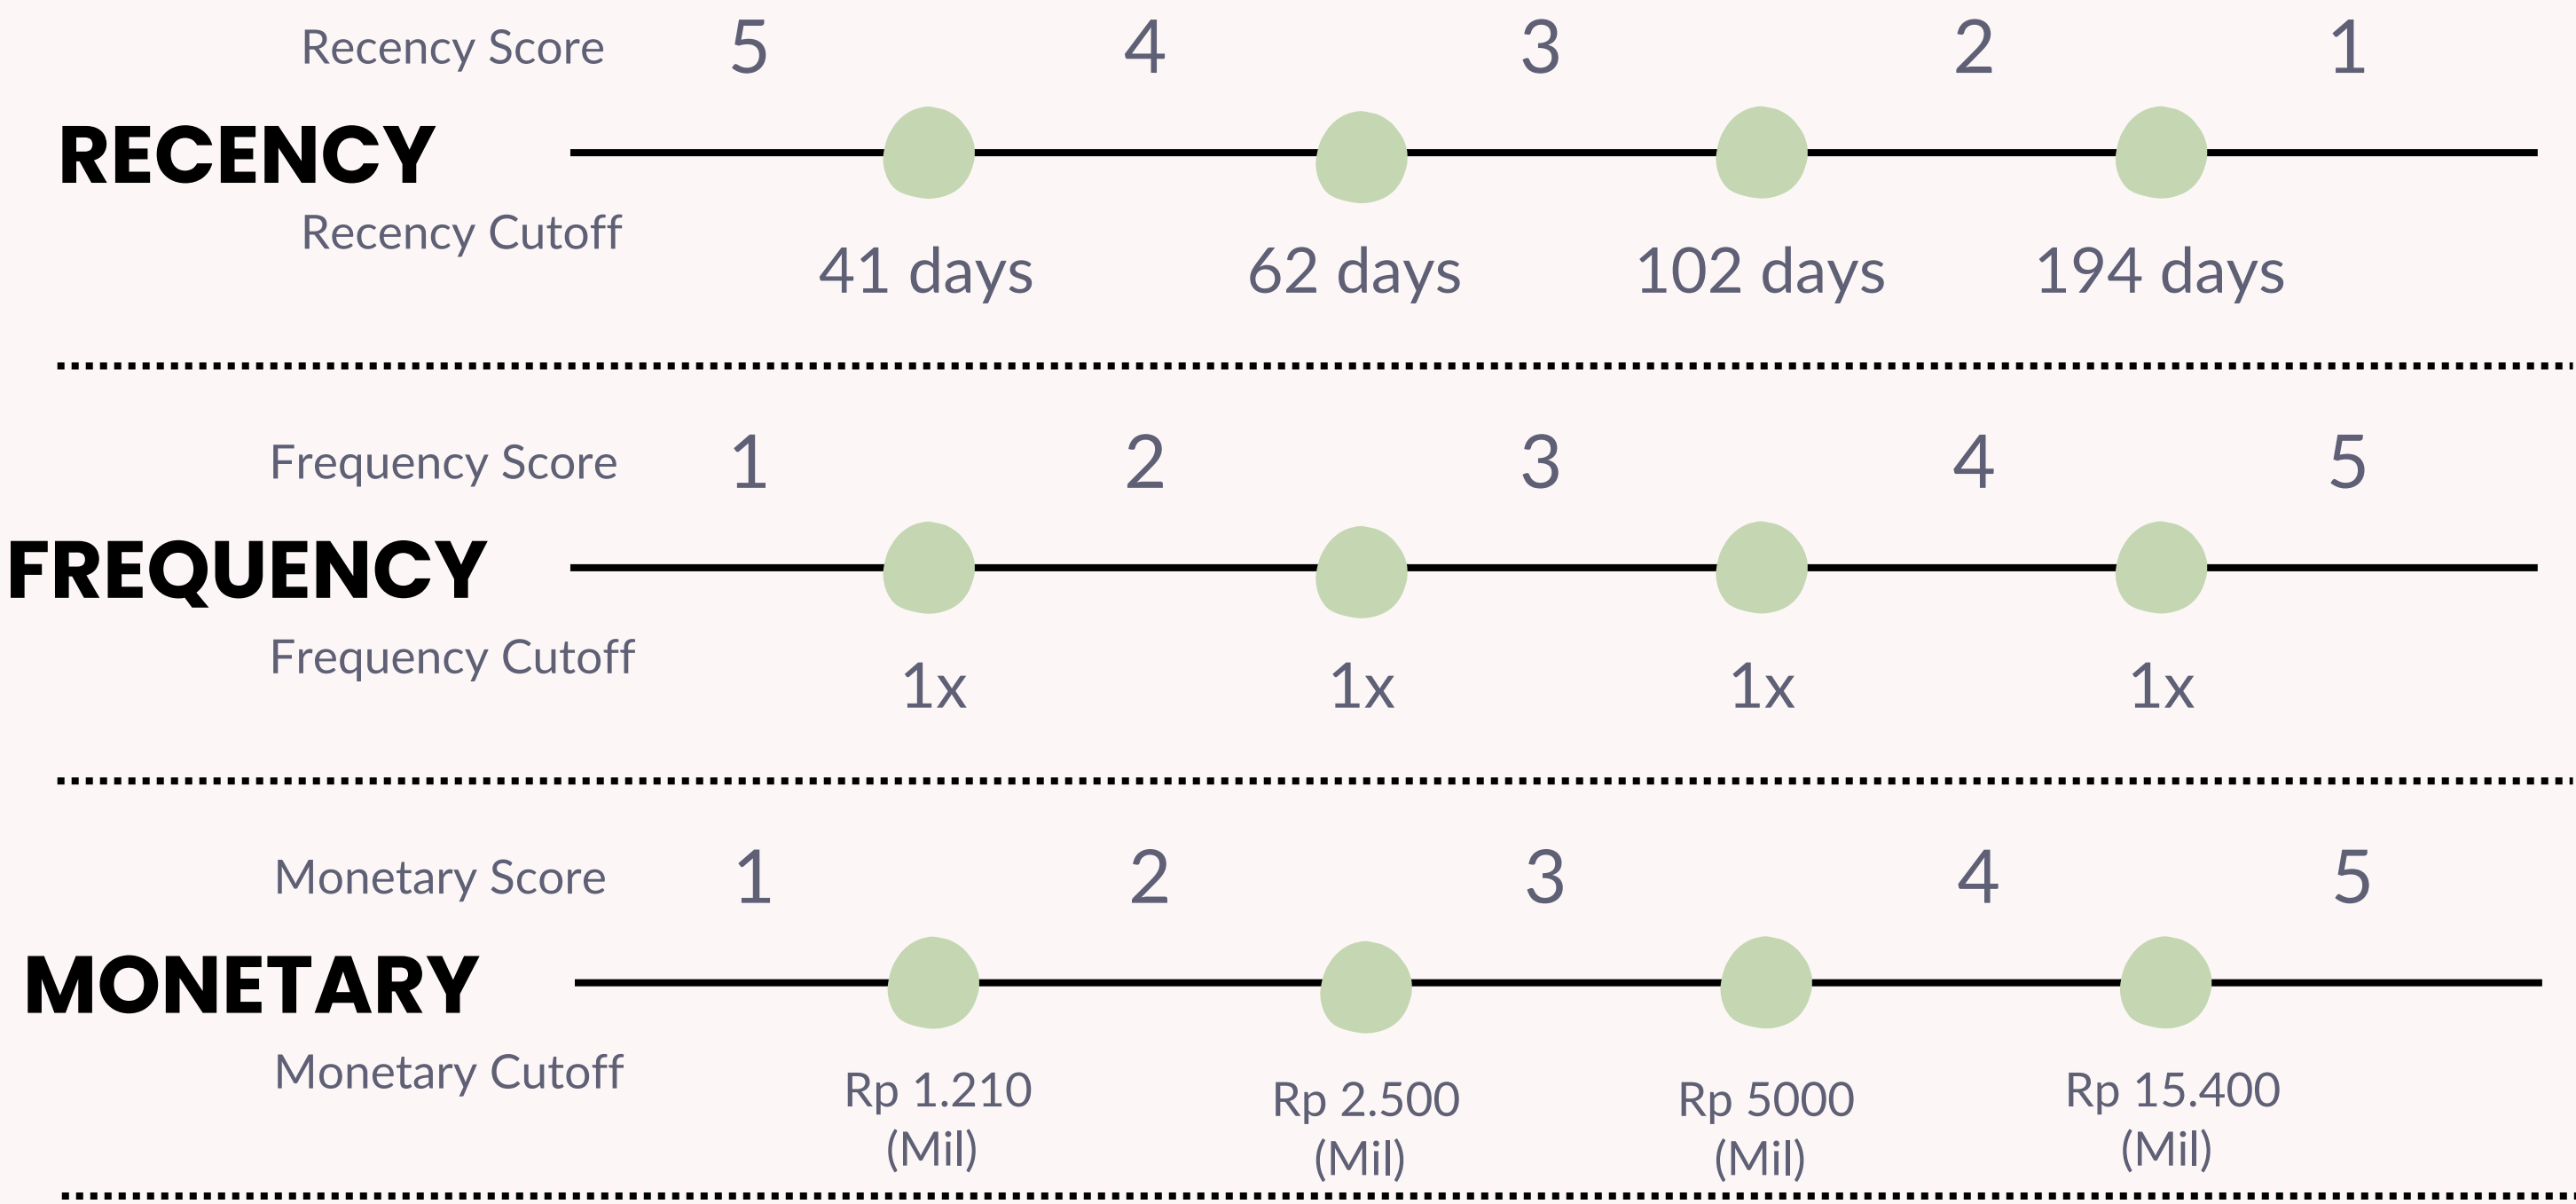 Recency Score 5 4 3 2 1
RECENCY
Recency Cutoff
41 days 62 days 102 days 194 days
Frequency Score 1 2 3 4 5
FREQUENCY
Frequency Cutoff
1x 1x 1x 1x
Monetary Score 1 2 3 4 5
MONETARY
Monetary Cutoff
Rp 1.210 Rp 2.500 Rp 5000 Rp 15.400
(Mil) (Mil) (Mil) (Mil)